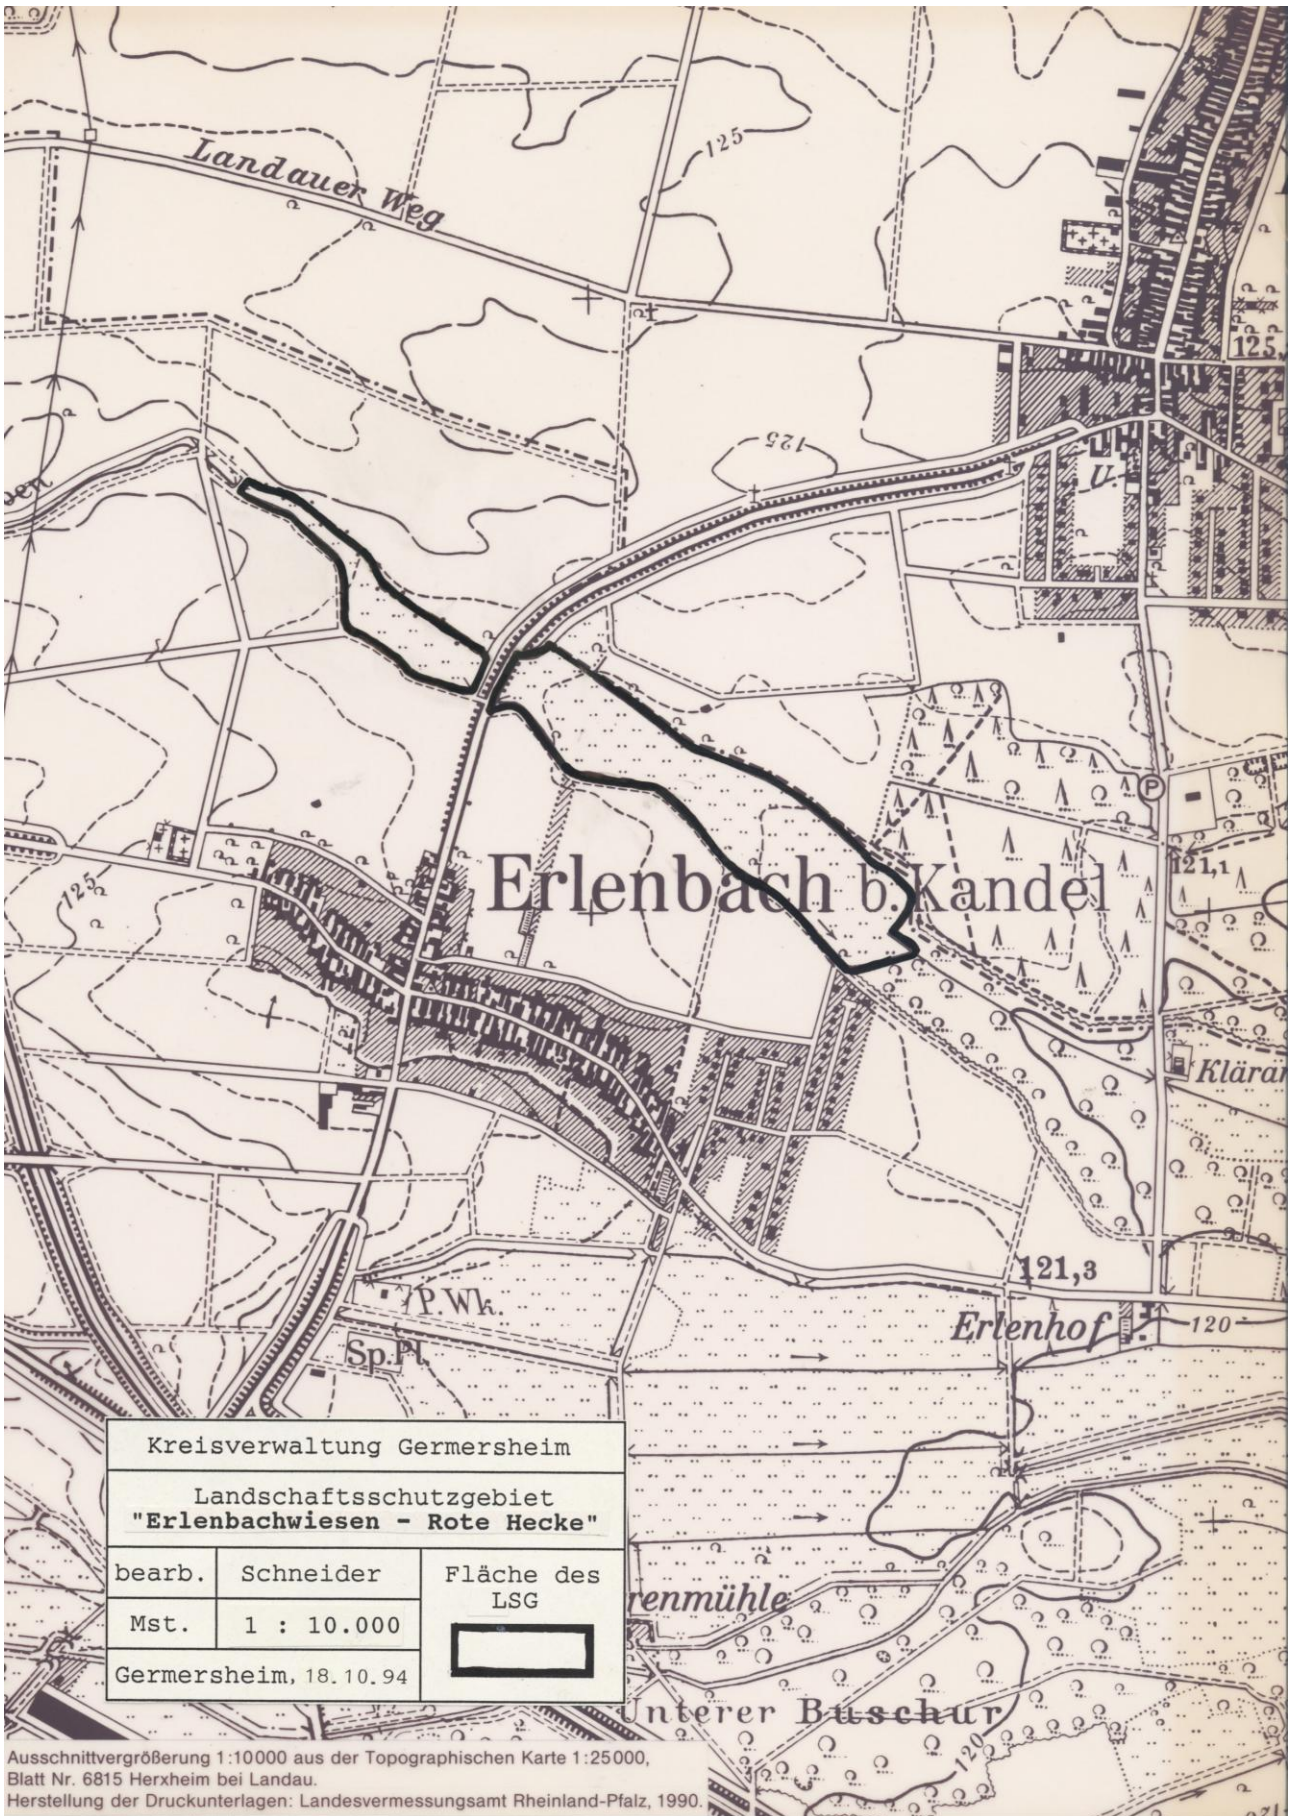 Landauer Weg
125
125,
125
U.
P
Erlenbach b. Kandel
121,1
125
Klärar
121,3
P.Wk.
Erlenhof
120
Sp.Pl.
Kreisverwaltung Germersheim
Landschaftsschutzgebiet
"Erlenbachwiesen - Rote Hecke"
bearb. Schneider
Fläche des
LSG
Mst. 1 : 10.000
Germersheim, 18.10.94
renmühle
Unterer Buschur
120
Ausschnittvergrößerung 1:10000 aus der Topographischen Karte 1:25000,
Blatt Nr. 6815 Herxheim bei Landau.
Herstellung der Druckunterlagen: Landesvermessungsamt Rheinland-Pfalz, 1990.